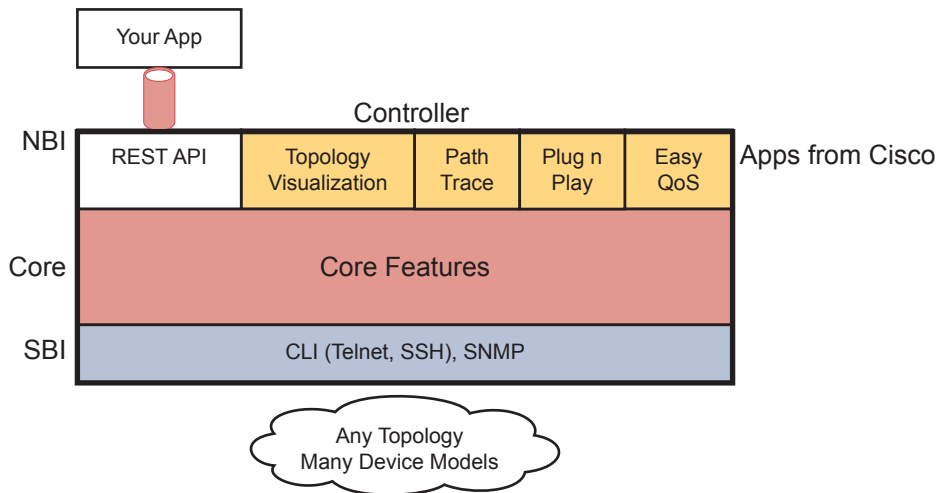 Your App
Controller
NBI
REST API
Topology
Visualization
Path
Trace
Plug n
Play
Easy
QoS
Apps from Cisco
Core
Core Features
SBI
CLI (Telnet, SSH), SNMP
Any Topology
Many Device Models